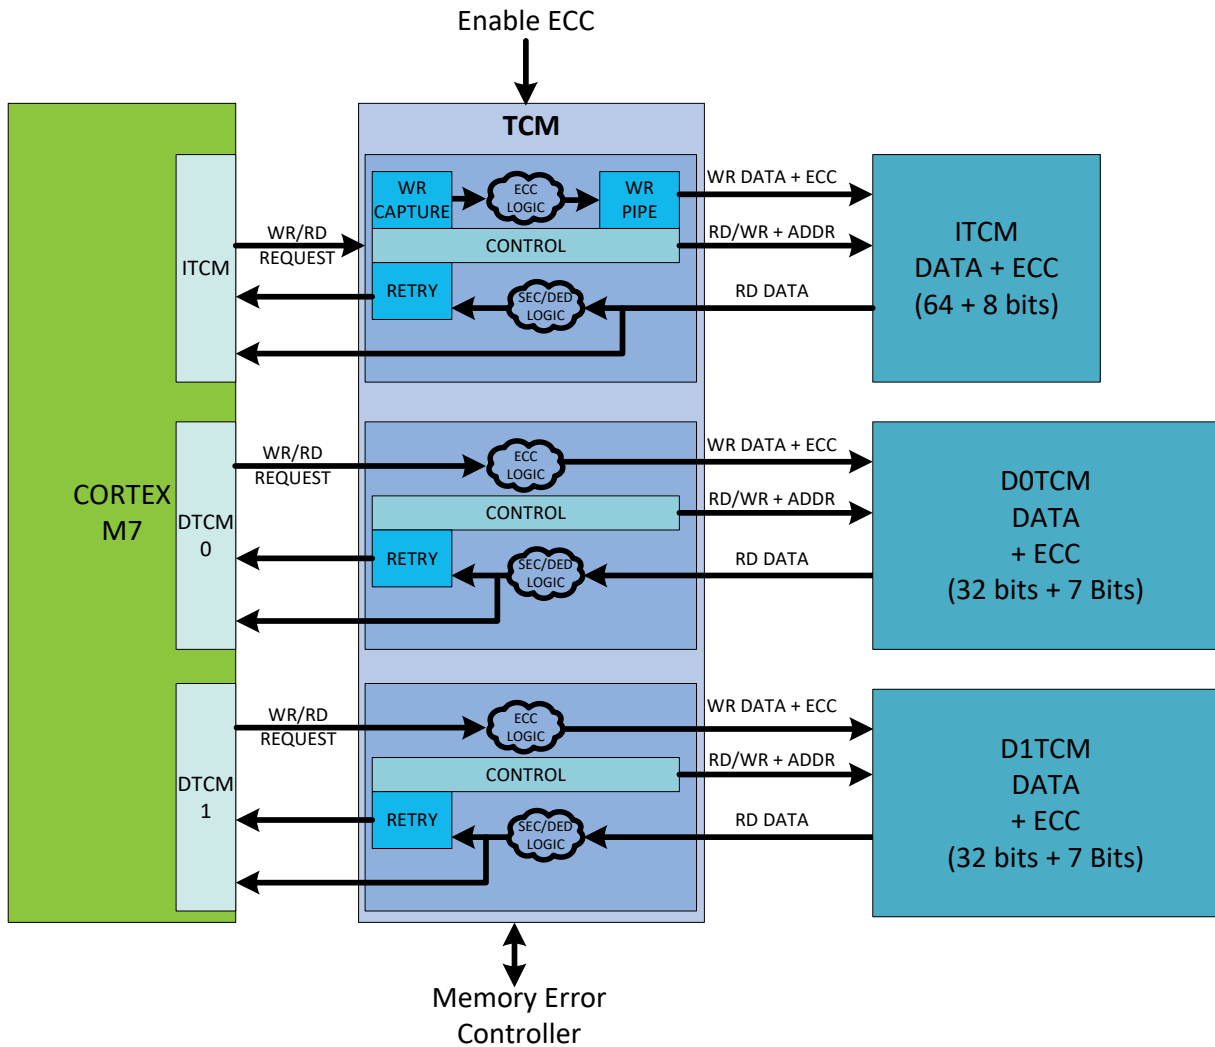 Enable ECC
TCM
CORTEX
M7
ITCM
WR/RD
REQUEST
WR
CAPTURE
ECC
LOGIC
WR
PIPE
CONTROL
RETRY
SEC/DED
LOGIC
WR DATA + ECC
RD/WR + ADDR
RD DATA
ITCM
DATA + ECC
(64 + 8 bits)
DTCM
0
WR/RD
REQUEST
ECC
LOGIC
CONTROL
RETRY
SEC/DED
LOGIC
WR DATA + ECC
RD/WR + ADDR
RD DATA
D0TCM
DATA
+ ECC
(32 bits + 7 Bits)
DTCM
1
WR/RD
REQUEST
ECC
LOGIC
CONTROL
RETRY
SEC/DED
LOGIC
WR DATA + ECC
RD/WR + ADDR
RD DATA
D1TCM
DATA
+ ECC
(32 bits + 7 Bits)
Memory Error
Controller